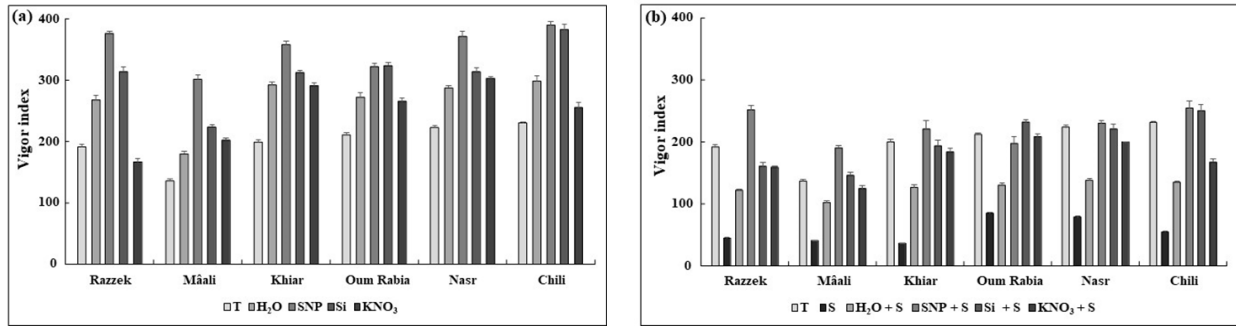 (a)
Vigor index
400
300
200
100
0
Razzek Mâali Khiar Oum Rabia Nasr Chili
T H₂O SNP Si KNO₃
(b)
Vigor index
400
300
200
100
0
Razzek Mâali Khiar Oum Rabia Nasr Chili
T S H₂O + S SNP + S Si + S KNO₃ + S